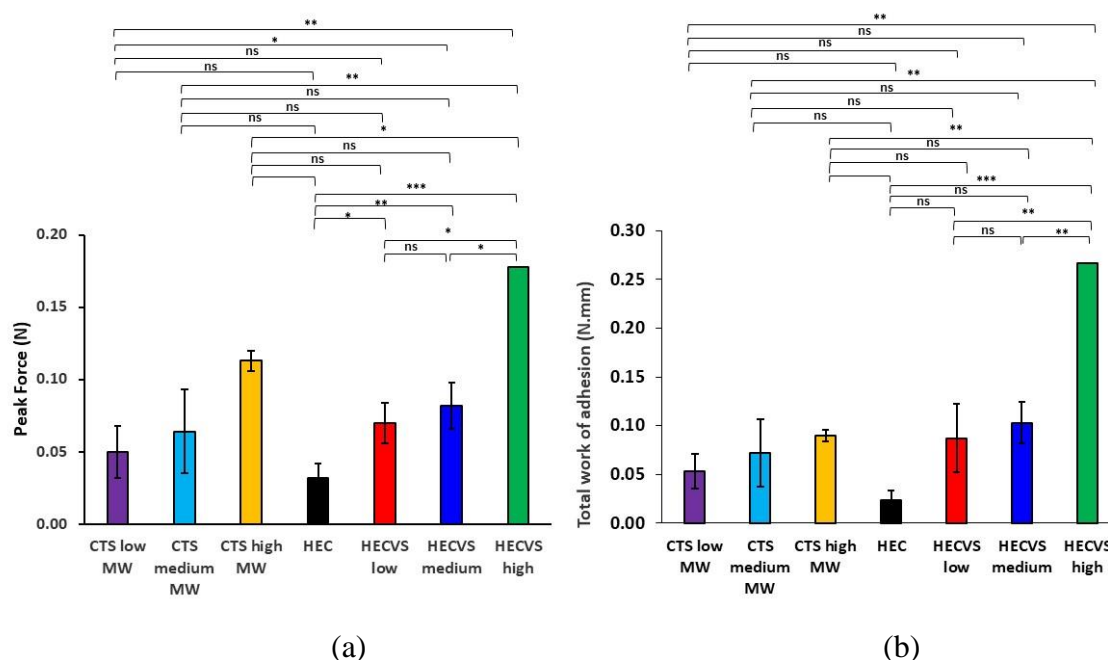 **
*
ns
ns
**
ns
ns
ns
*
ns
ns
***
**
*
*
ns *
0.20
0.15
0.10
0.05
0.00
Peak Force (N)
CTS low CTS CTS high HEC HECVS HECVS HECVS
MW medium MW low medium high
MW
(a)
**
ns
ns
ns
**
ns
ns
ns
**
ns
ns
***
ns
ns
**
ns **
0.30
0.25
0.20
0.15
0.10
0.05
0.00
Total work of adhesion (N.mm)
CTS low CTS CTS high HEC HECVS HECVS HECVS
MW medium MW low medium high
MW
(b)